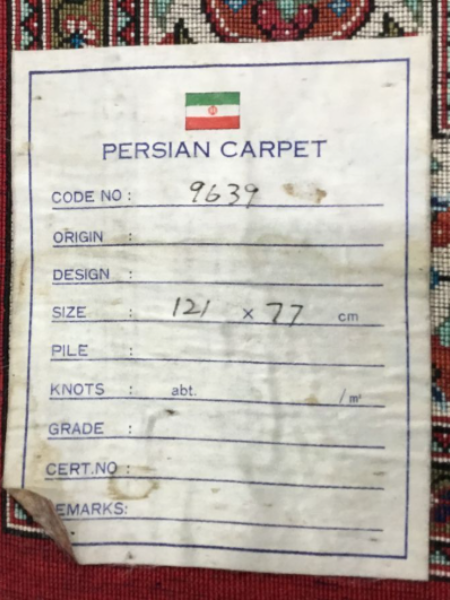 PERSIAN CARPET
CODE NO : 9639
ORIGIN :
DESIGN :
SIZE : 121 x 77 cm
PILE :
KNOTS : abt. / m²
GRADE :
CERT.NO :
EMARKS: